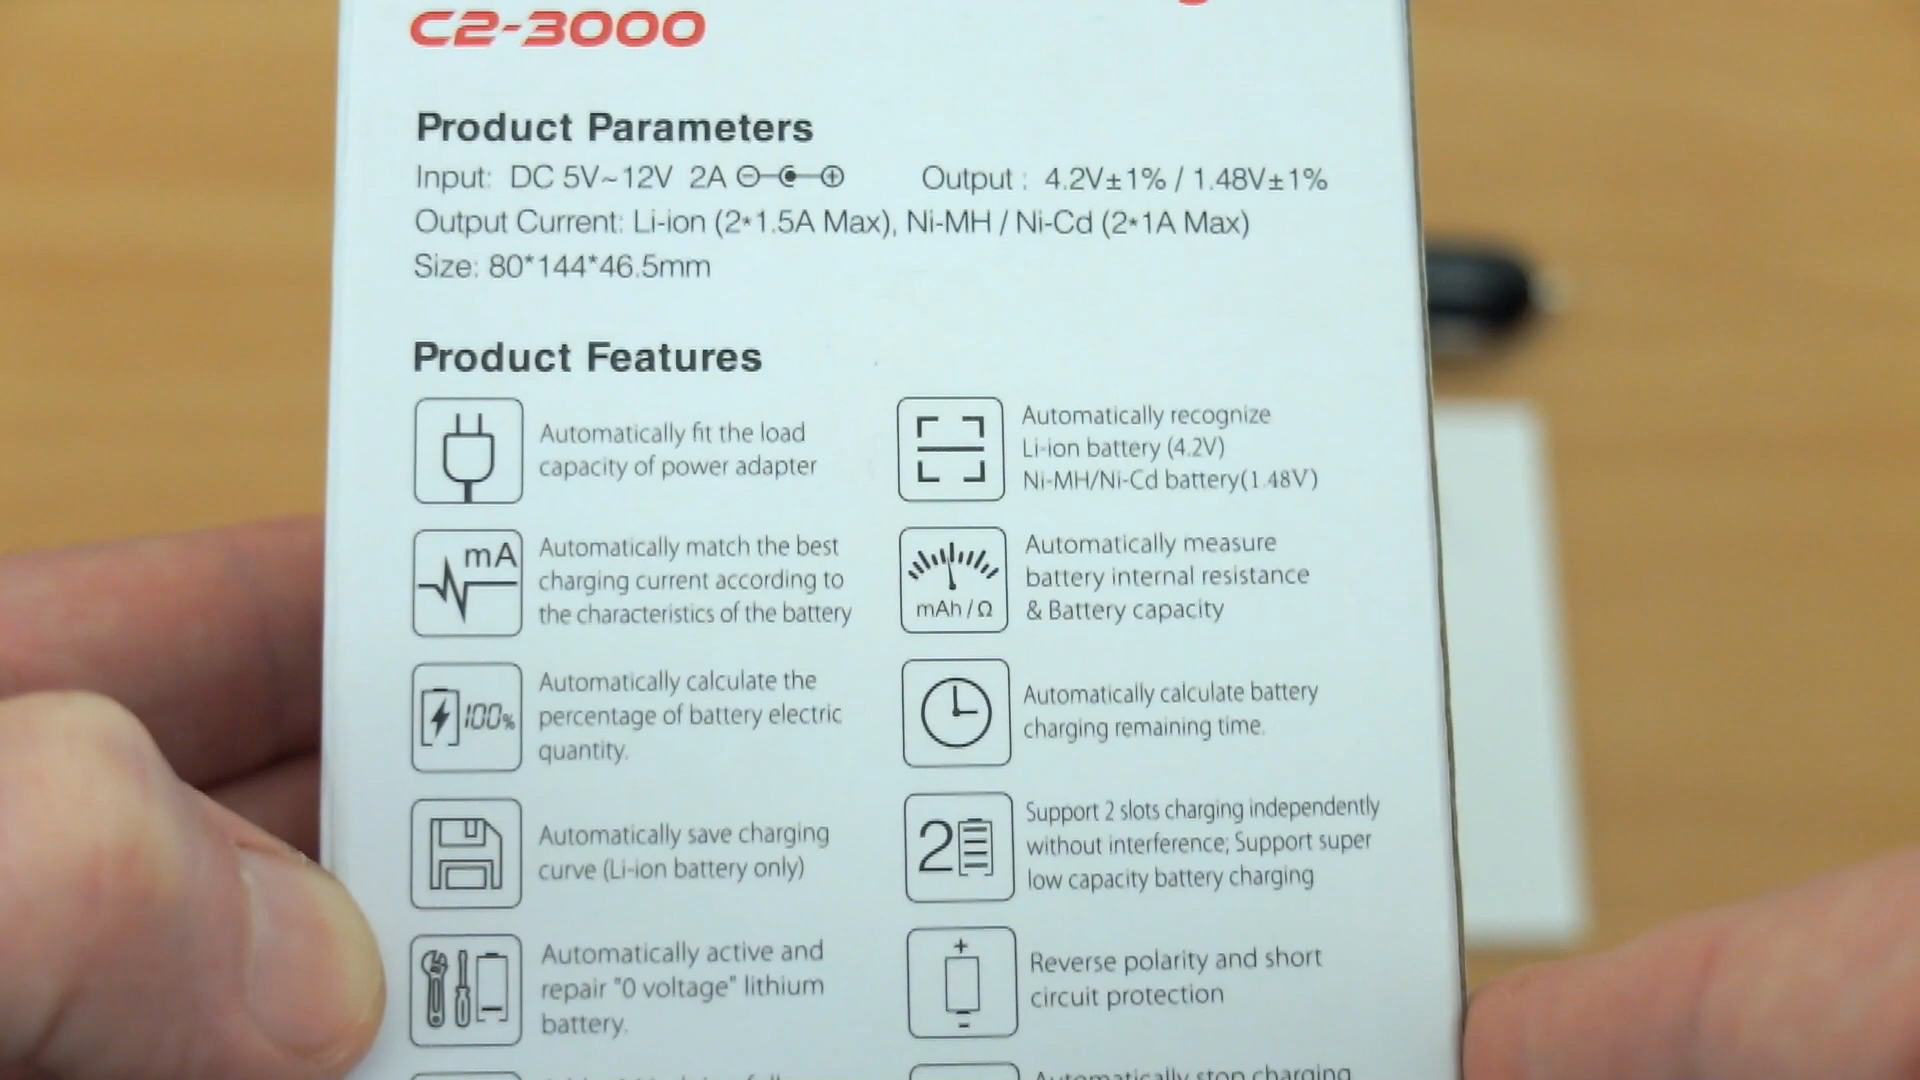 C2-3000
Product Parameters
Input: DC 5V~12V 2A Output : 4.2V±1% / 1.48V±1%
Output Current: Li-ion (2*1.5A Max), Ni-MH / Ni-Cd (2*1A Max)
Size: 80*144*46.5mm
Product Features
Automatically fit the load
capacity of power adapter
Automatically recognize
Li-ion battery (4.2V)
Ni-MH/Ni-Cd battery(1.48V)
mA
Automatically match the best
charging current according to
the characteristics of the battery
mAh / Ω
Automatically measure
battery internal resistance
& Battery capacity
100%
Automatically calculate the
percentage of battery electric
quantity.
Automatically calculate battery
charging remaining time.
Automatically save charging
curve (Li-ion battery only)
2
Support 2 slots charging independently
without interference; Support super
low capacity battery charging
Automatically active and
repair "0 voltage" lithium
battery.
Reverse polarity and short
circuit protection
Automatically stop charging